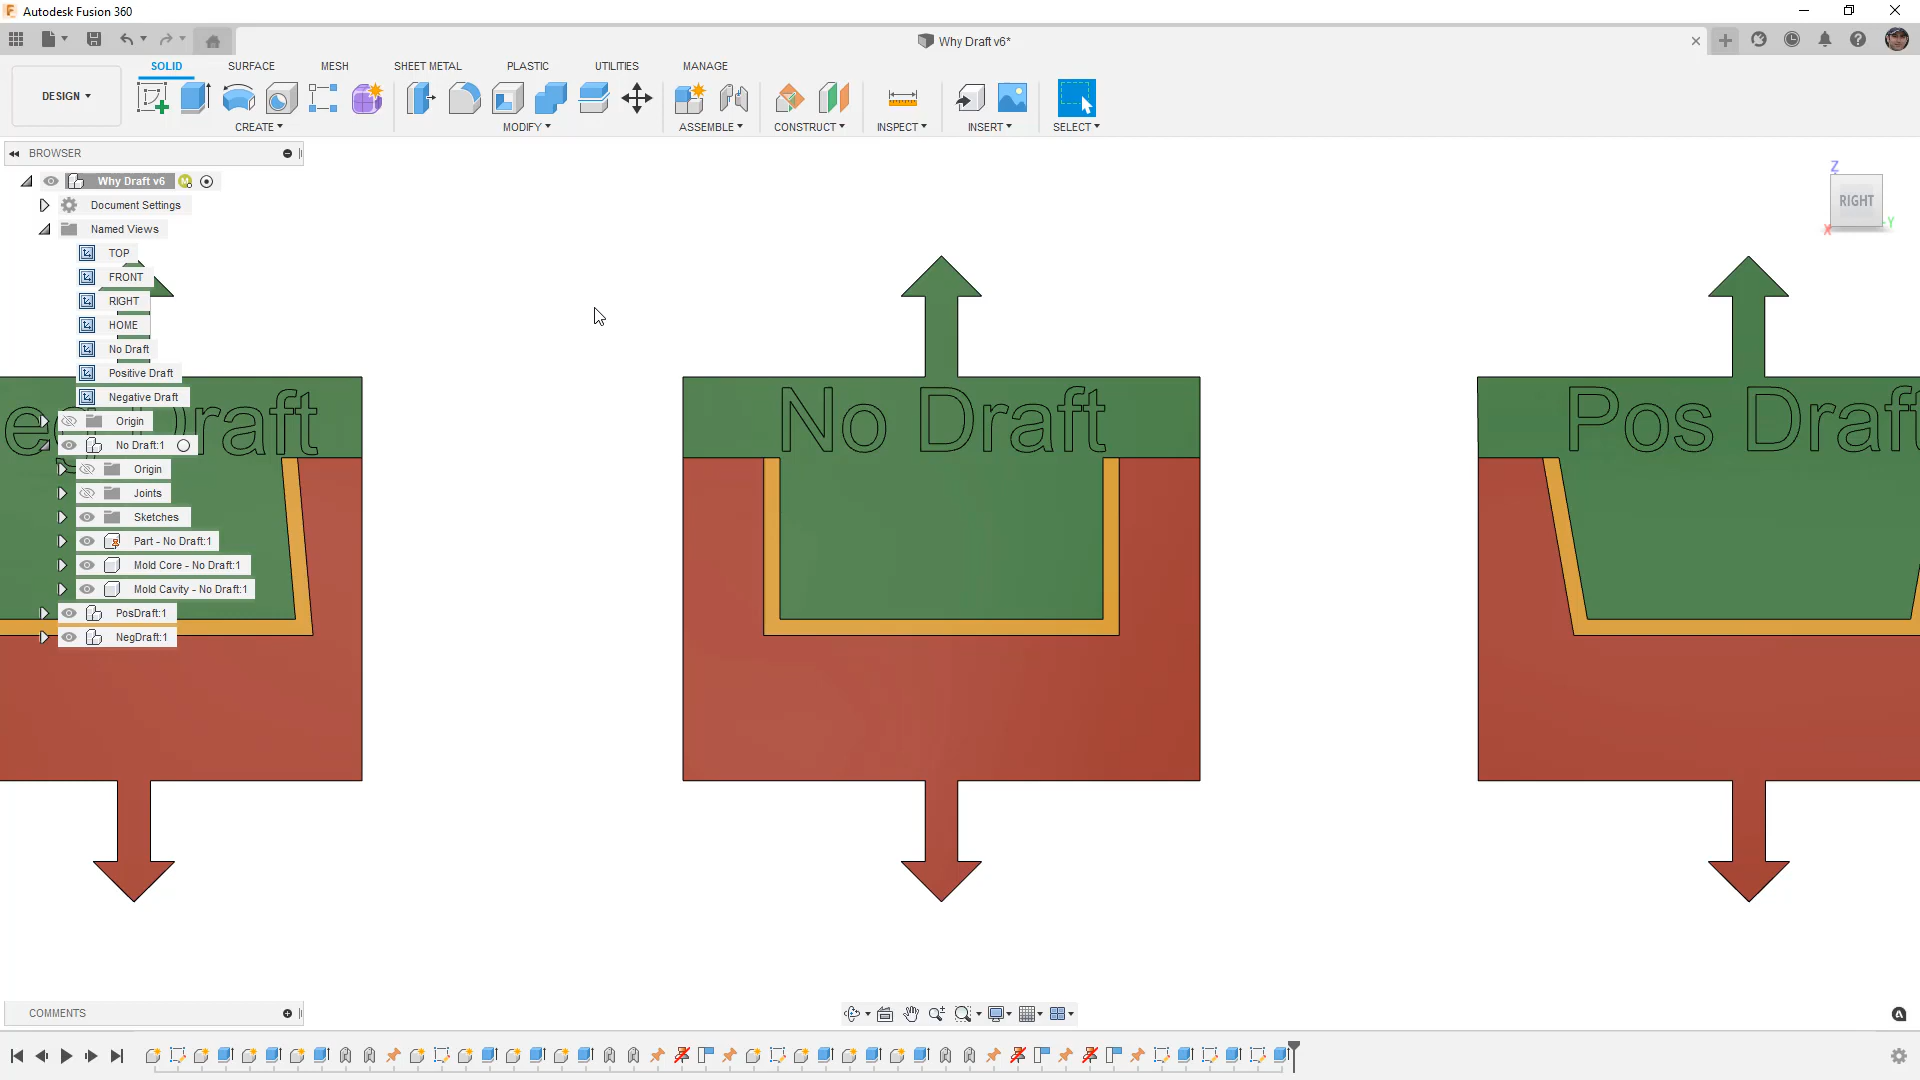 Autodesk Fusion 360
Why Draft v6*
SOLID SURFACE MESH SHEET METAL PLASTIC UTILITIES MANAGE
DESIGN
CREATE MODIFY ASSEMBLE CONSTRUCT INSPECT INSERT SELECT
BROWSER
Why Draft v6
Document Settings
Named Views
TOP
FRONT
RIGHT
HOME
No Draft
Positive Draft
Negative Draft
Origin
No Draft:1
Origin
Joints
Sketches
Part - No Draft:1
Mold Core - No Draft:1
Mold Cavity - No Draft:1
PosDraft:1
NegDraft:1
Z
RIGHT
X
Y
No Draft
Pos Draft
COMMENTS